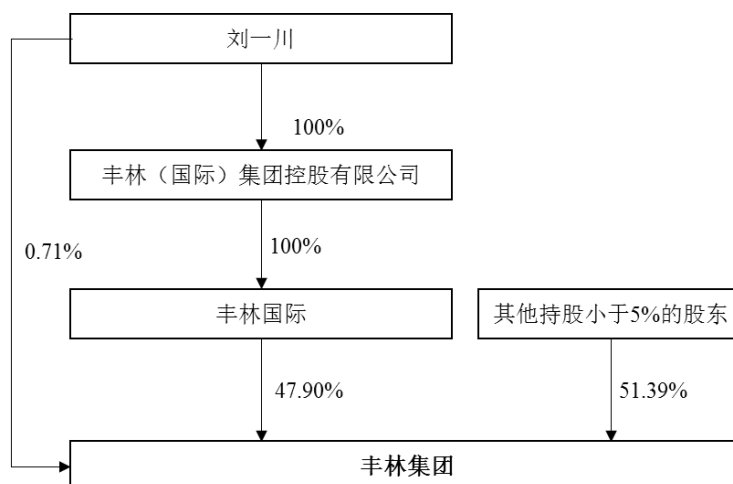 刘一川
100%
丰林（国际）集团控股有限公司
0.71%
100%
丰林国际
其他持股小于5%的股东
47.90%
51.39%
丰林集团